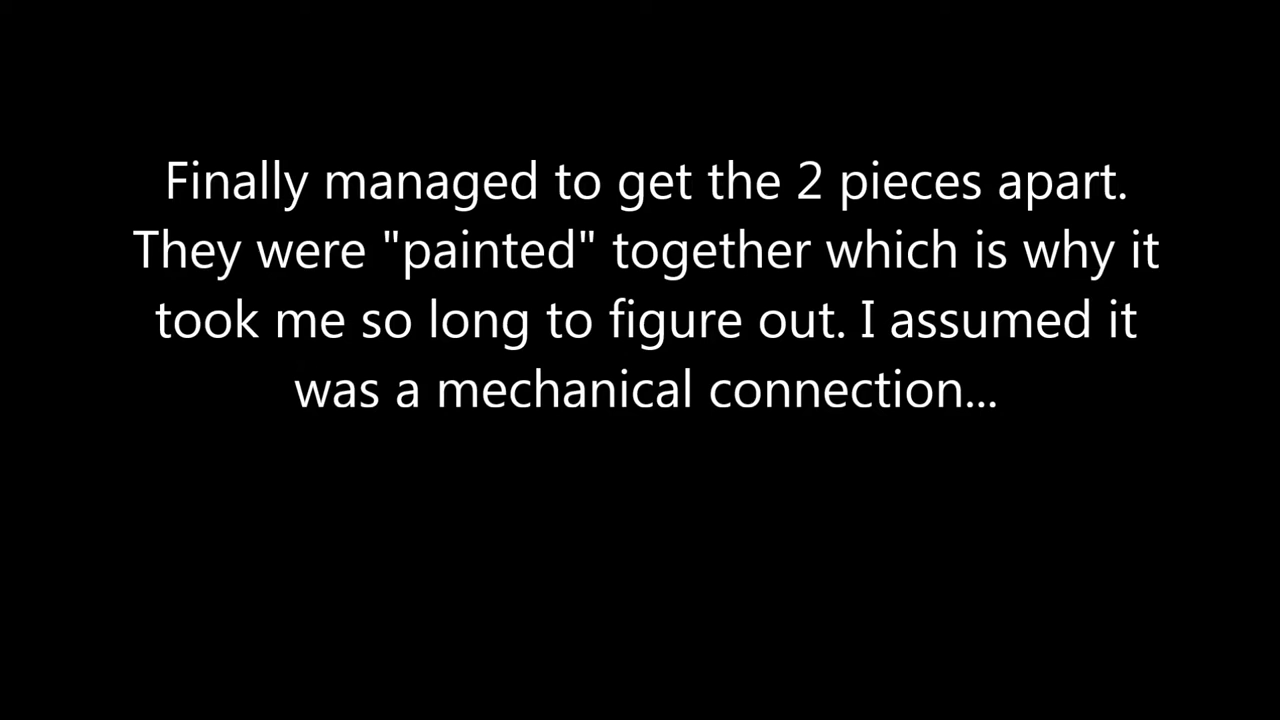 Finally managed to get the 2 pieces apart.
They were "painted" together which is why it
took me so long to figure out. I assumed it
was a mechanical connection...